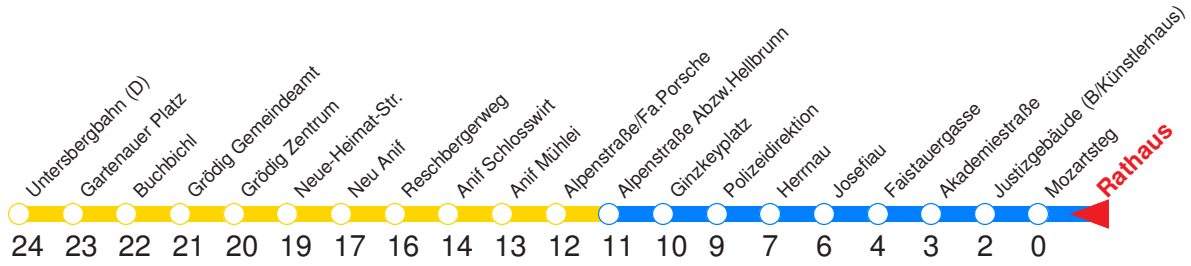 Untersbergbahn (D)
Gartenauer Platz
Buchbichl
Grödig Gemeindeamt
Grödig Zentrum
Neue-Heimat-Str.
Neu Anif
Reschbergerweg
Anif Schlosswirt
Anif Mühlei
Alpenstraße/Fa.Porsche
Alpenstraße Abzw.Hellbrunn
Ginzkeyplatz
Polizeidirektion
Herrnau
Josefiau
Faistauergasse
Akademiestraße
Justizgebäude (B/Künstlerhaus)
Mozartsteg
Rathaus
24 23 22 21 20 19 17 16 14 13 12 11 10 9 7 6 4 3 2 0